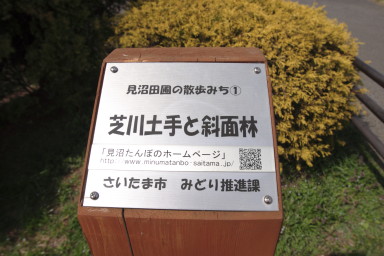 見沼田圃の散歩みち①
芝川土手と斜面林
「見沼たんぼのホームページ」
http://www.minumatanbo-saitama.jp/
さいたま市　みどり推進課